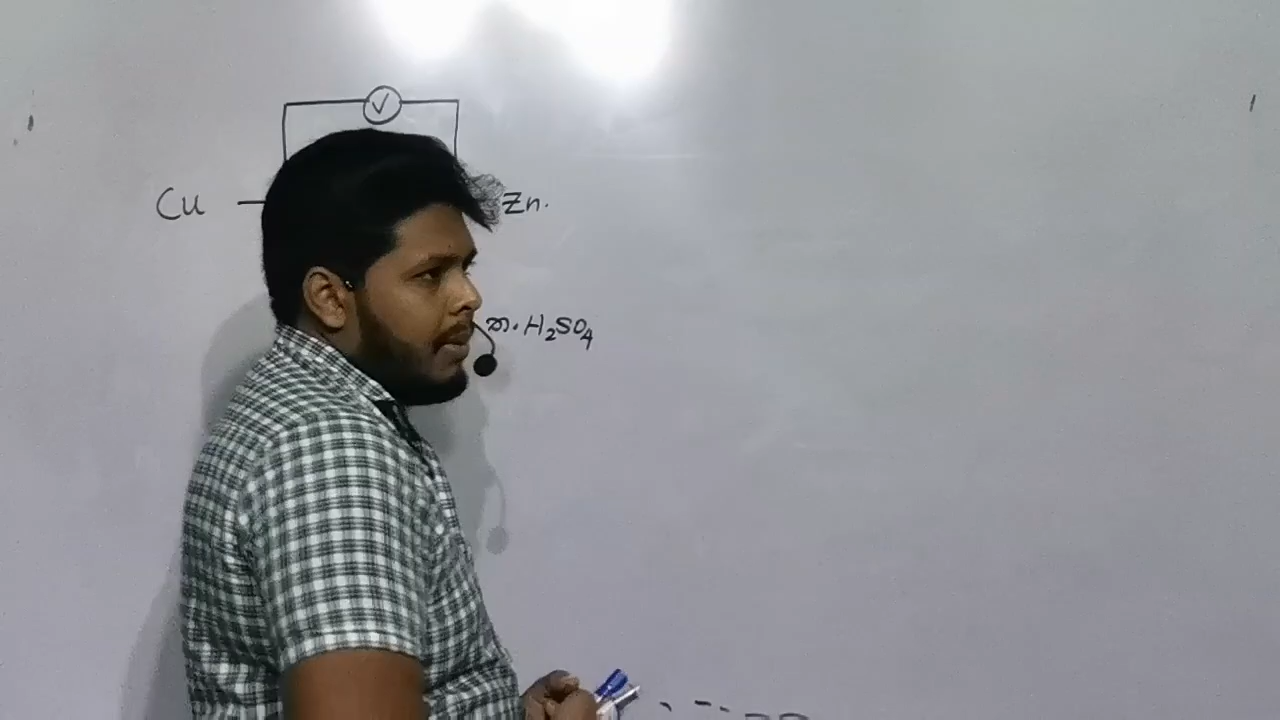 V
Cu
Zn.
ත. H₂SO₄